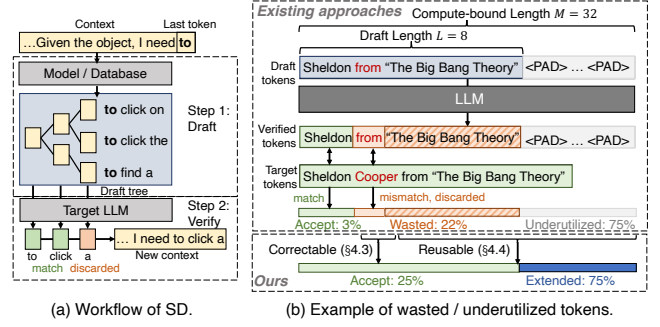 Context
Last token
…Given the object, I need to
Model / Database
to click on
to click the
to find a
Step 1:
Draft
Draft tree
Target LLM
Step 2:
Verify
to
click
a
… I need to click a
match
discarded
New context
(a) Workflow of SD.
Existing approaches
Compute-bound Length M = 32
Draft Length L = 8
Draft
tokens
Sheldon from “The Big Bang Theory”
<PAD> … <PAD>
LLM
Verified
tokens
Sheldon from “The Big Bang Theory”
<PAD> … <PAD>
Target
tokens
Sheldon Cooper from “The Big Bang Theory”
match
mismatch, discarded
Accept: 3%
Wasted: 22%
Underutilized: 75%
Correctable (§4.3)
Reusable (§4.4)
Ours
Accept: 25%
Extended: 75%
(b) Example of wasted / underutilized tokens.